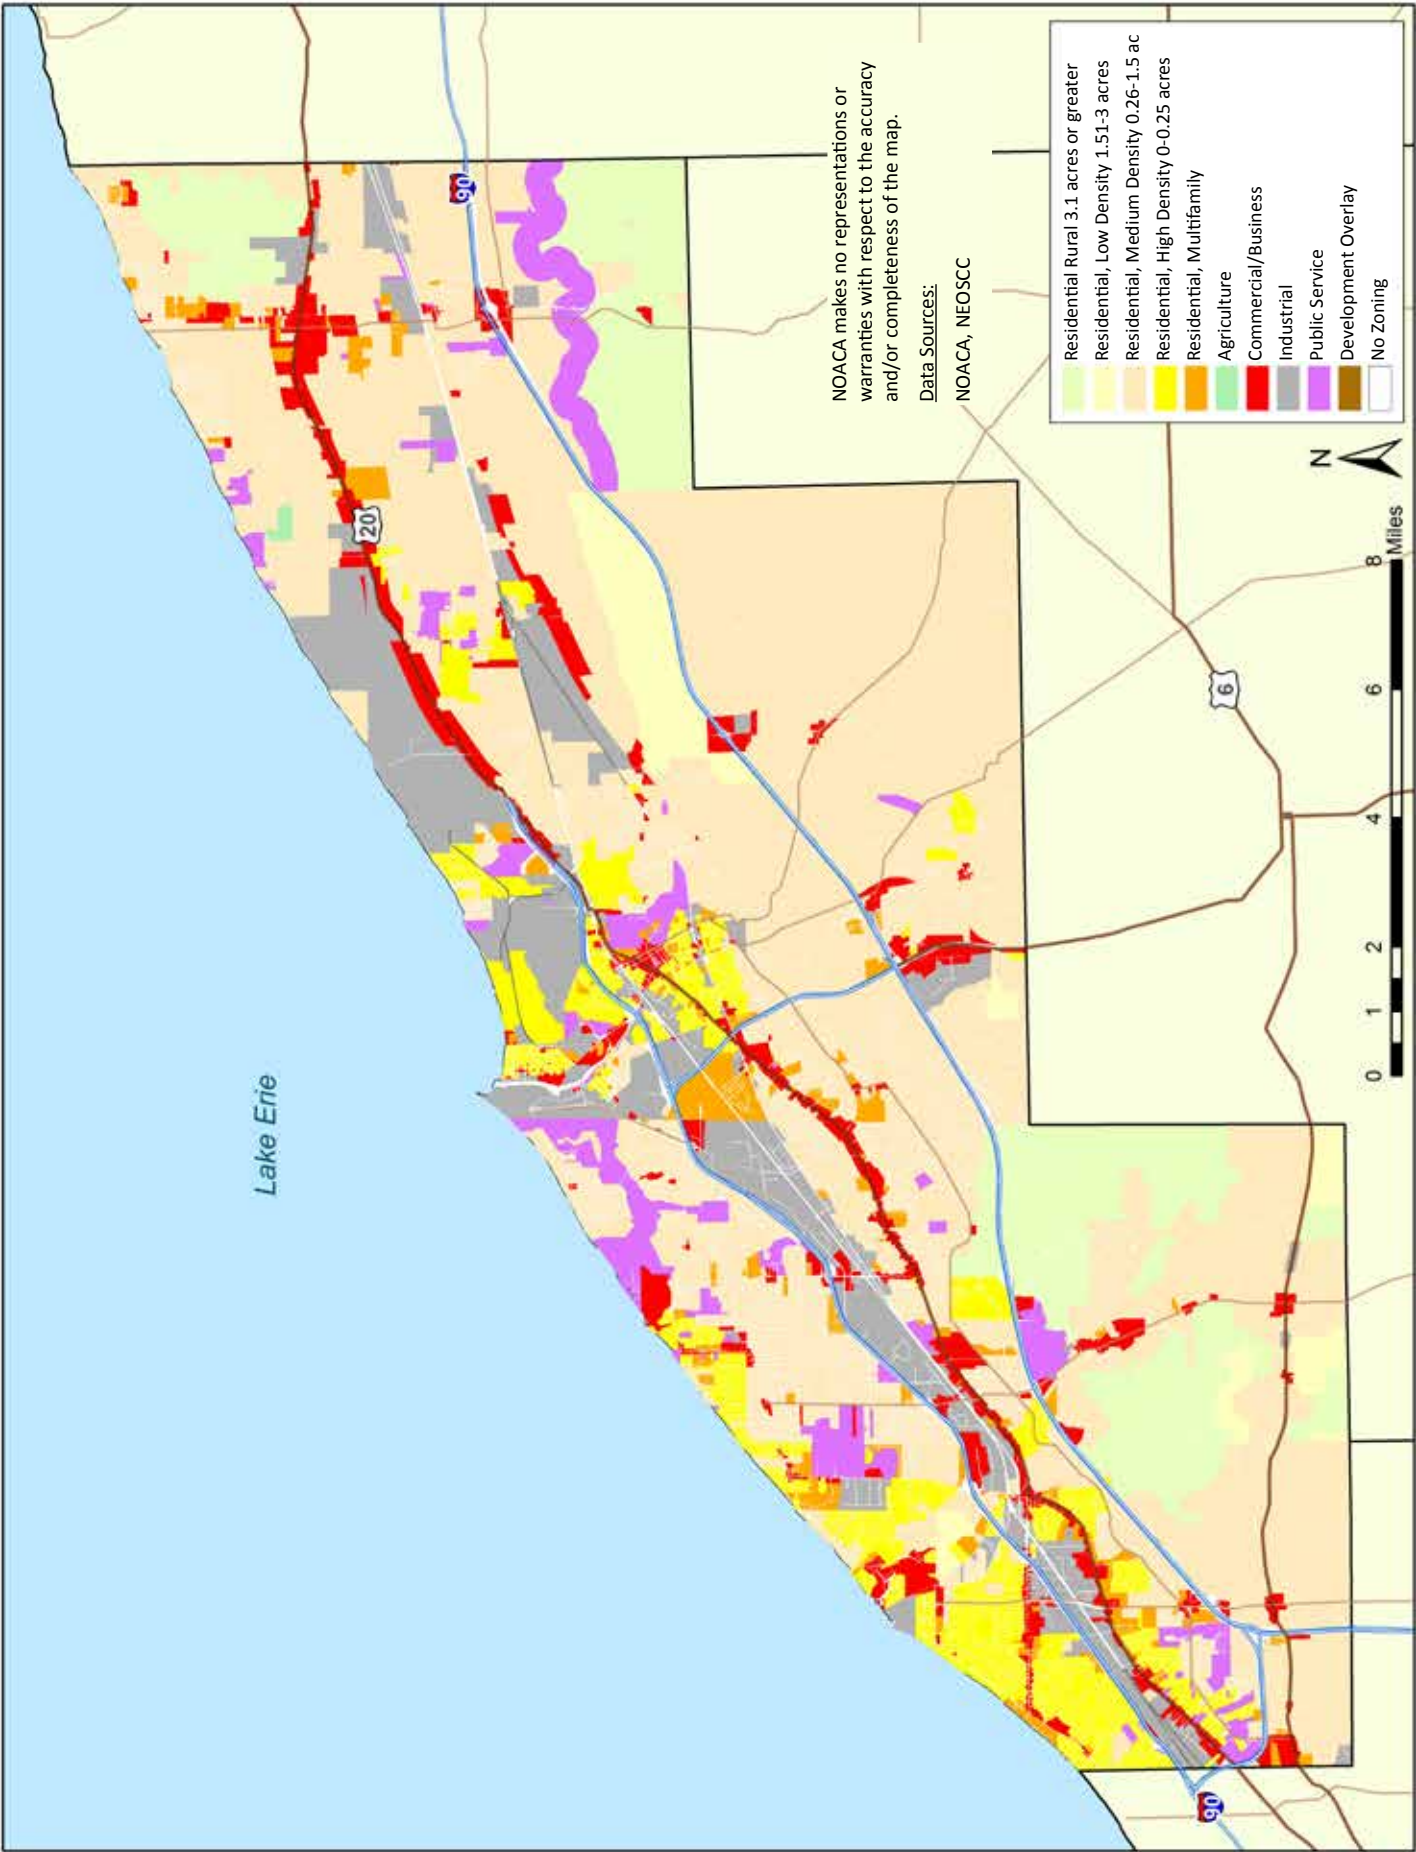 Lake Erie
90
20
90
6
NOACA makes no representations or
warranties with respect to the accuracy
and/or completeness of the map.
Data Sources:
NOACA, NEOSCC
Residential Rural 3.1 acres or greater
Residential, Low Density 1.51-3 acres
Residential, Medium Density 0.26-1.5 ac
Residential, High Density 0-0.25 acres
Residential, Multifamily
Agriculture
Commercial/Business
Industrial
Public Service
Development Overlay
No Zoning
N
0 1 2 4 6 8
Miles